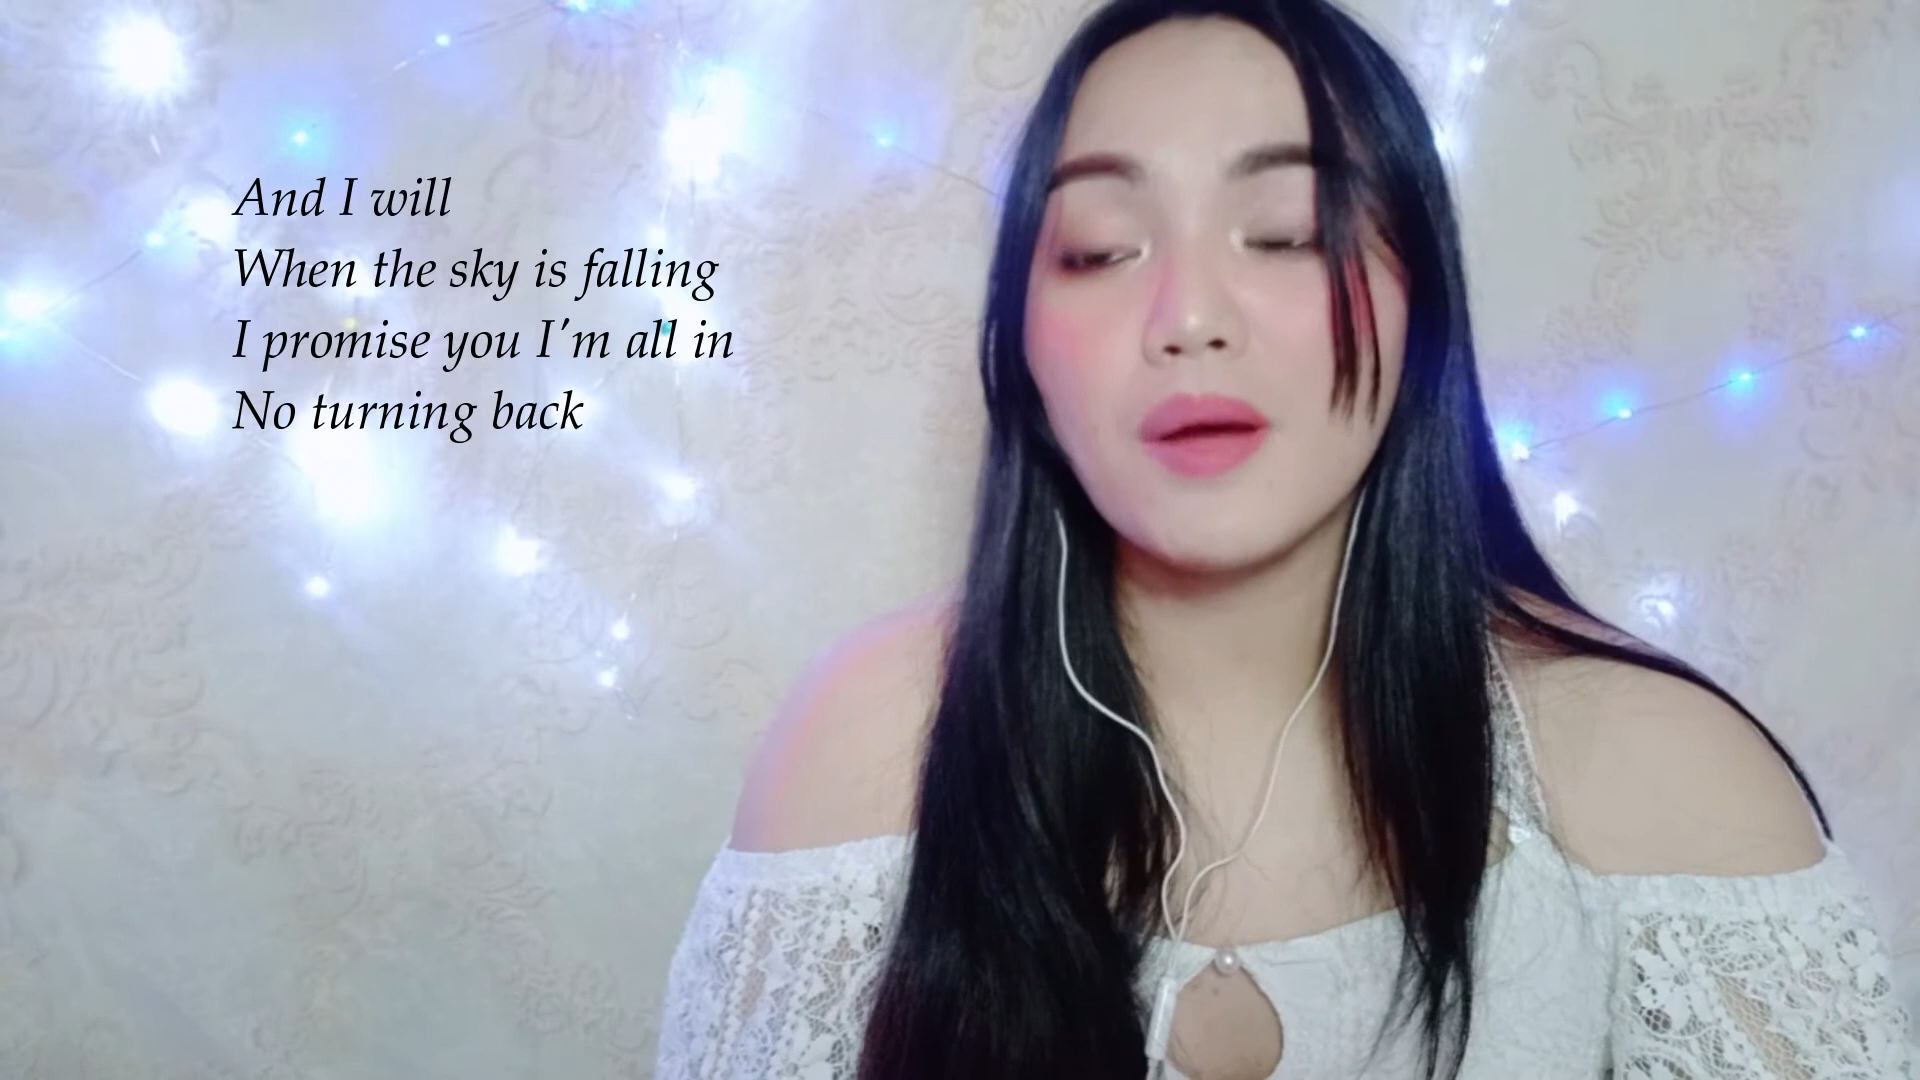 And I will
When the sky is falling
I promise you I'm all in
No turning back